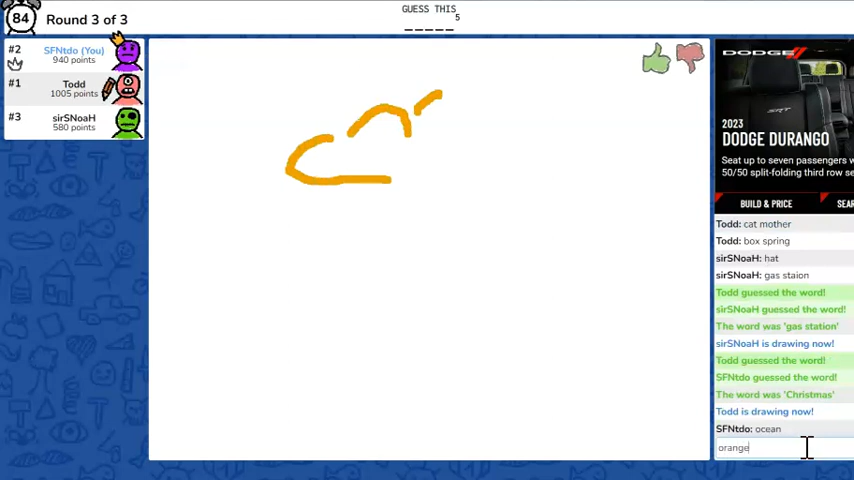 84
Round 3 of 3
GUESS THIS
_____ 5
#2
SFNtdo (You)
940 points
#1
Todd
1005 points
#3
sirSNoaH
580 points
DODGE
SRT
2023
DODGE DURANGO
Seat up to seven passengers w
50/50 split-folding third row se
BUILD & PRICE
SEAR
Todd: cat mother
Todd: box spring
sirSNoaH: hat
sirSNoaH: gas staion
Todd guessed the word!
sirSNoaH guessed the word!
The word was 'gas station'
sirSNoaH is drawing now!
Todd guessed the word!
SFNtdo guessed the word!
The word was 'Christmas'
Todd is drawing now!
SFNtdo: ocean
orange